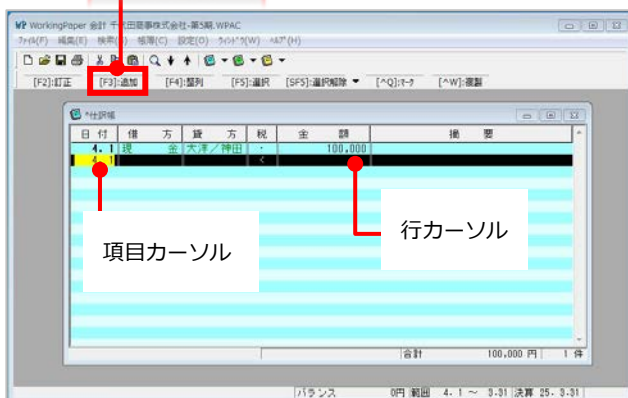 WP WorkingPaper 会計 千代田商事株式会社-第5期.WPAC
ファイル(F) 編集(E) 検索(S) 帳簿(C) 設定(O) ウィンドウ(W) ヘルプ(H)
[F2]:訂正 [F3]:追加 [F4]:整列 [F5]:選択 [SF5]:選択解除 [^Q]:マーク [^W]:複製
*仕訳帳
日付 借方 貸方 税 金額 摘要
4. 1 現金 大洋／神田 ・ 100,000
4. 1 <
項目カーソル
行カーソル
合計 100,000 円 1 件
バランス 0円 範囲 4. 1 ～ 3.31 決算 25. 3.31